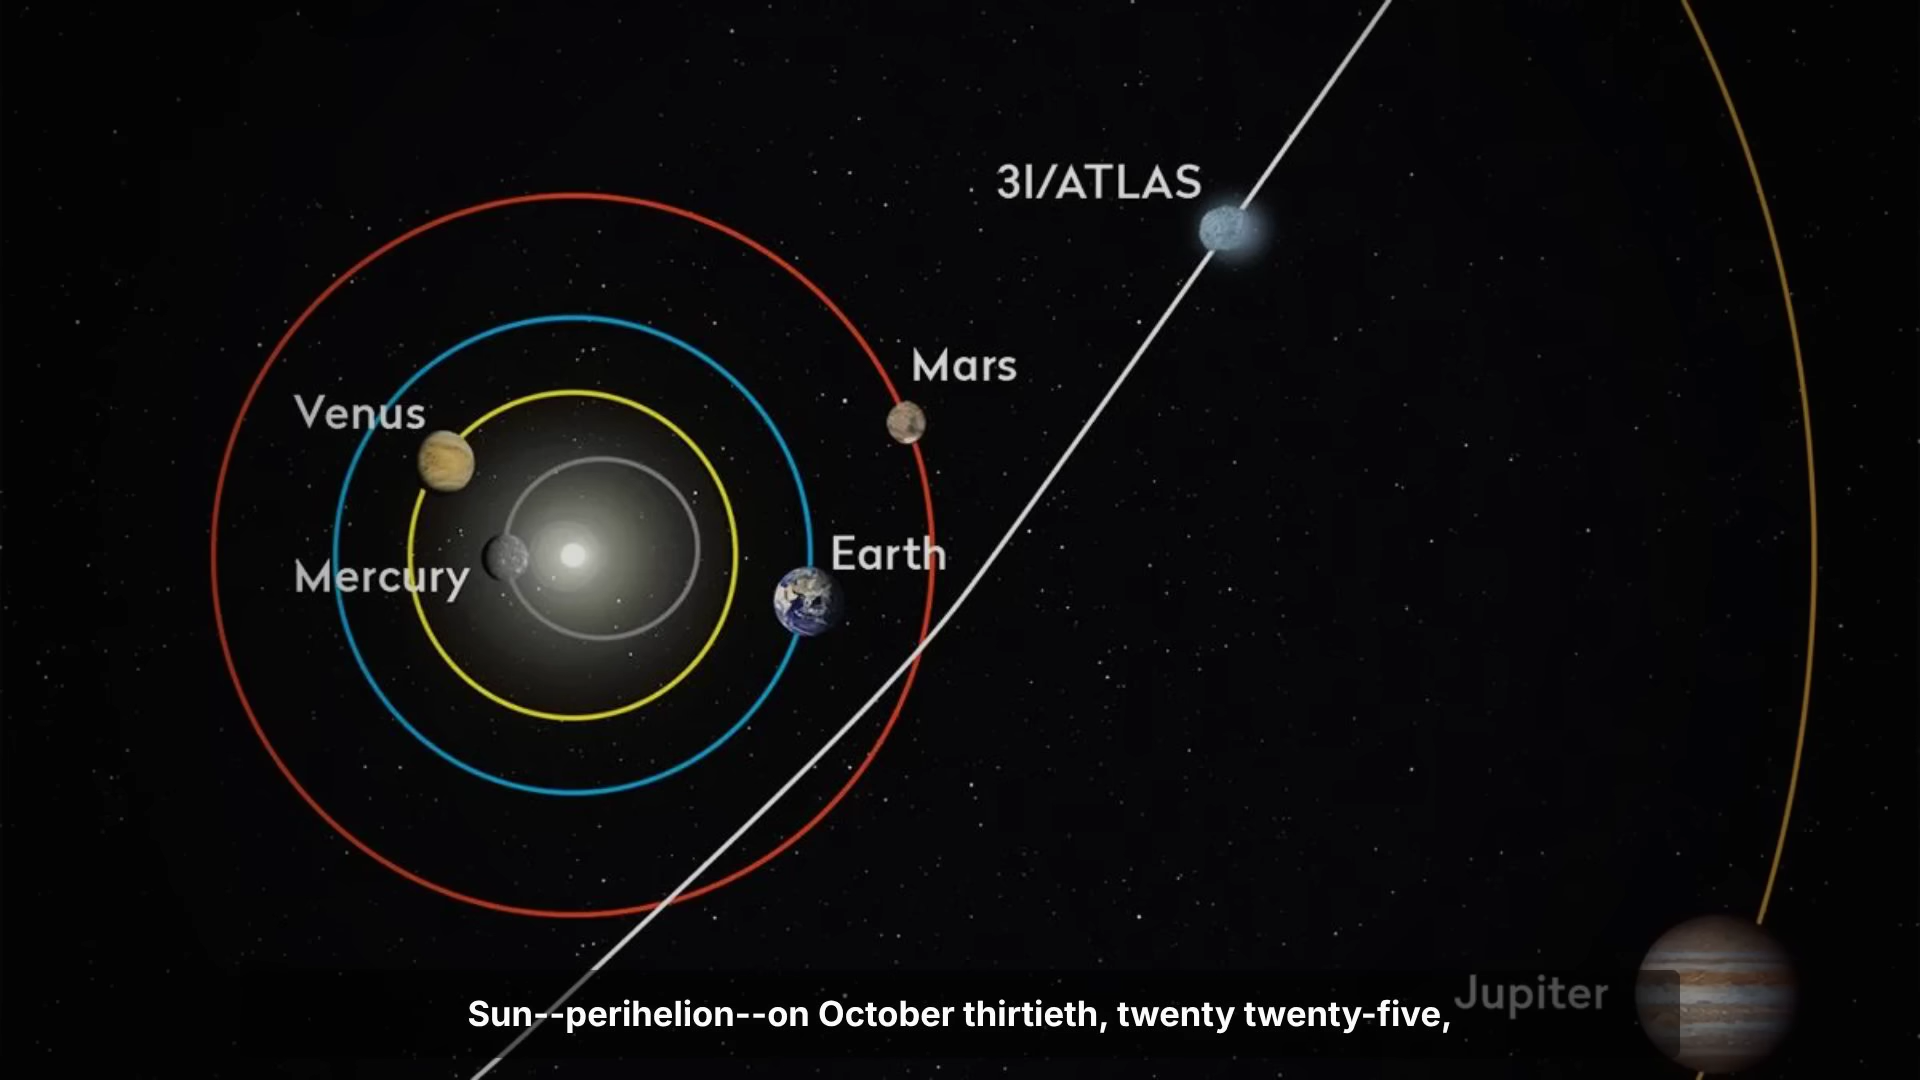 3I/ATLAS
Mars
Venus
Earth
Mercury
Jupiter
Sun--perihelion--on October thirtieth, twenty twenty-five,